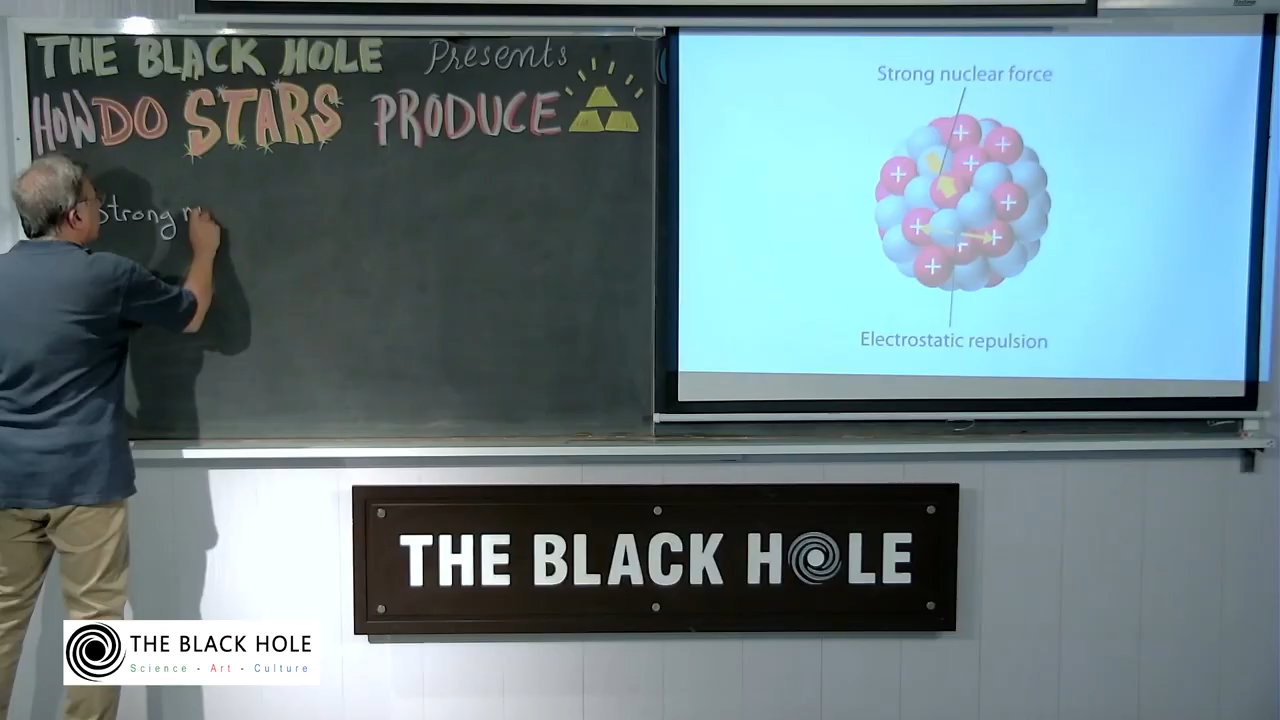 THE BLACK HOLE Presents
HOW DO STARS PRODUCE
Strong n
Strong nuclear force
+ + + + + + + + + +
Electrostatic repulsion
THE BLACK HOLE
THE BLACK HOLE
Science - Art - Culture